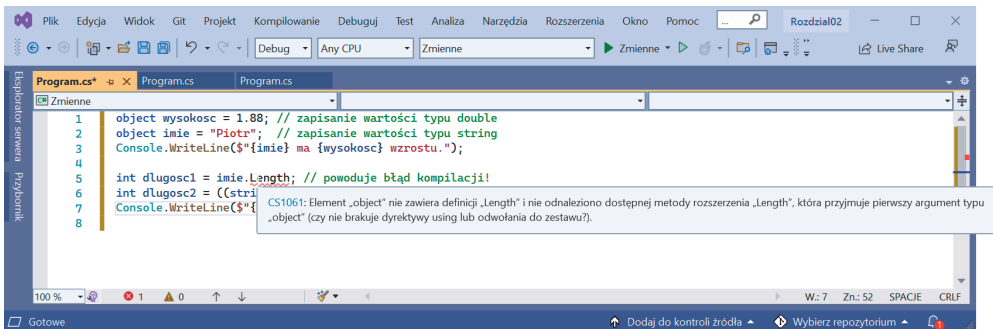 Plik Edycja Widok Git Projekt Kompilowanie Debuguj Test Analiza Narzędzia Rozszerzenia Okno Pomoc ... Rozdzial02
Debug Any CPU Zmienne Zmienne Live Share
Eksplorator serwera
Przybornik
Program.cs* Program.cs Program.cs
C# Zmienne
1 object wysokosc = 1.88; // zapisanie wartości typu double
2 object imie = "Piotr"; // zapisanie wartości typu string
3 Console.WriteLine($"{imie} ma {wysokosc} wzrostu.");
4
5 int dlugosc1 = imie.Length; // powoduje błąd kompilacji!
6 int dlugosc2 = ((stri
7 Console.WriteLine($"{
8
CS1061: Element „object” nie zawiera definicji „Length” i nie odnaleziono dostępnej metody rozszerzenia „Length”, która przyjmuje pierwszy argument typu
„object” (czy nie brakuje dyrektywy using lub odwołania do zestawu?).
100 % 1 0 W.: 7 Zn.: 52 SPACJE CRLF
Gotowe Dodaj do kontroli źródła Wybierz repozytorium 1